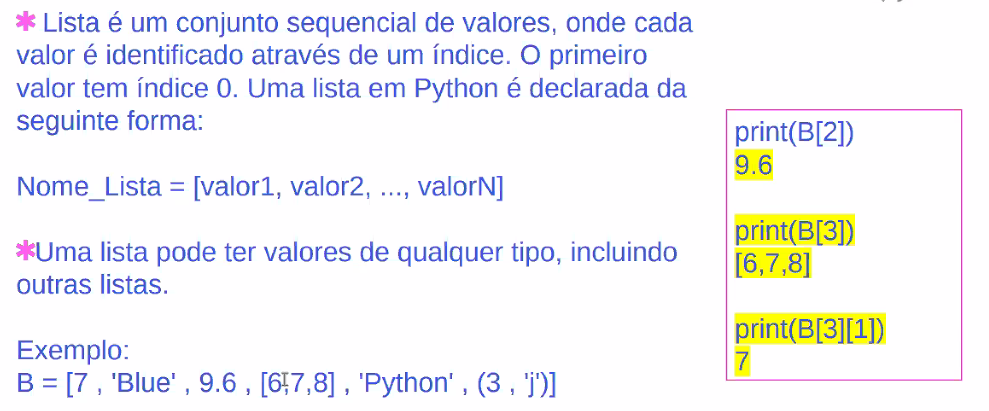 * Lista é um conjunto sequencial de valores, onde cada
valor é identificado através de um índice. O primeiro
valor tem índice 0. Uma lista em Python é declarada da
seguinte forma:
Nome_Lista = [valor1, valor2, ..., valorN]
*Uma lista pode ter valores de qualquer tipo, incluindo
outras listas.
Exemplo:
B = [7 , 'Blue' , 9.6 , [6,7,8] , 'Python' , (3 , 'j')]
print(B[2])
9.6
print(B[3])
[6,7,8]
print(B[3][1])
7